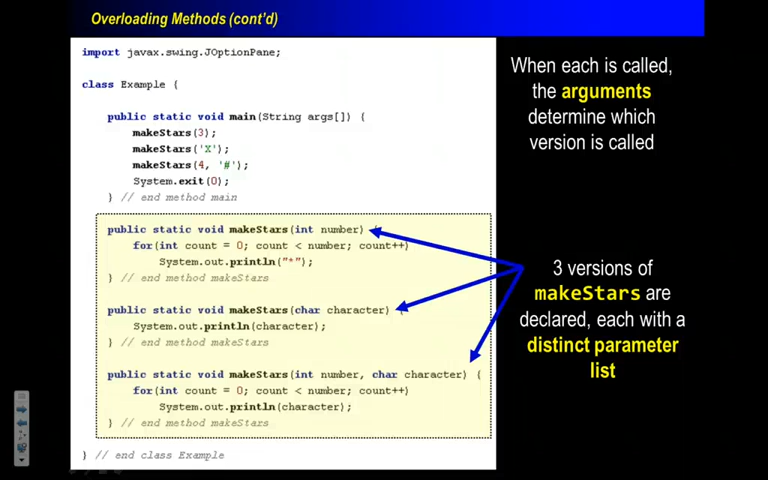 Overloading Methods (cont'd)
import javax.swing.JOptionPane;
class Example {
public static void main(String args[]) {
makeStars(3);
makeStars('X');
makeStars(4, '#');
System.exit(0);
} // end method main
public static void makeStars(int number) {
for(int count = 0; count < number; count++)
System.out.println("*");
} // end method makeStars
public static void makeStars(char character) {
System.out.println(character);
} // end method makeStars
public static void makeStars(int number, char character) {
for(int count = 0; count < number; count++)
System.out.println(character);
} // end method makeStars
} // end class Example
When each is called,
the arguments
determine which
version is called
3 versions of
makeStars are
declared, each with a
distinct parameter
list